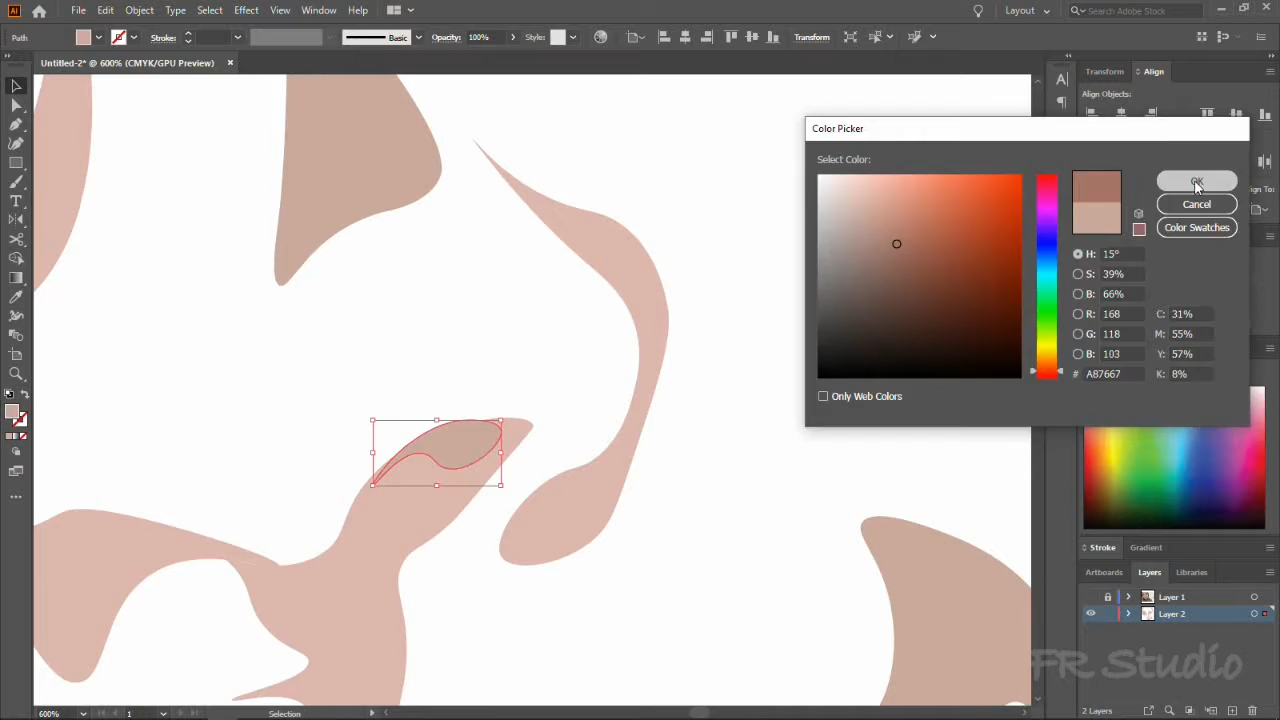 Ai File Edit Object Type Select Effect View Window Help Layout Search Adobe Stock
Path Stroke: Basic Opacity: 100% Style: Transform
Untitled-2* @ 600% (CMYK/GPU Preview) ×
Transform Align
Align Objects:
Color Picker
Select Color:
OK
Cancel
Color Swatches
H: 15°
S: 39%
B: 66%
R: 168 C: 31%
G: 118 M: 55%
B: 103 Y: 57%
# A87667 K: 8%
Only Web Colors
Stroke Gradient
Artboards Layers Libraries
Layer 1
Layer 2
FR Studio
600% 1 Selection 2 Layers